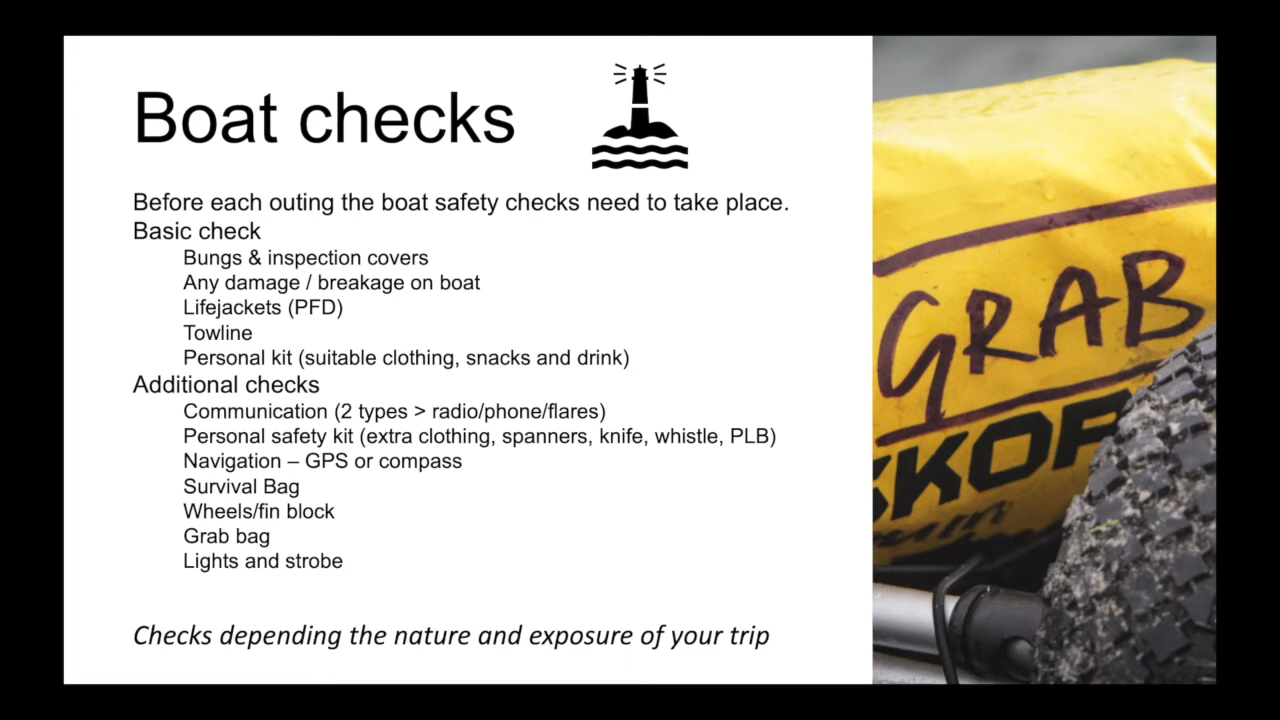 Boat checks
Before each outing the boat safety checks need to take place.
Basic check
Bungs & inspection covers
Any damage / breakage on boat
Lifejackets (PFD)
Towline
Personal kit (suitable clothing, snacks and drink)
Additional checks
Communication (2 types > radio/phone/flares)
Personal safety kit (extra clothing, spanners, knife, whistle, PLB)
Navigation – GPS or compass
Survival Bag
Wheels/fin block
Grab bag
Lights and strobe
Checks depending the nature and exposure of your trip
GRAB